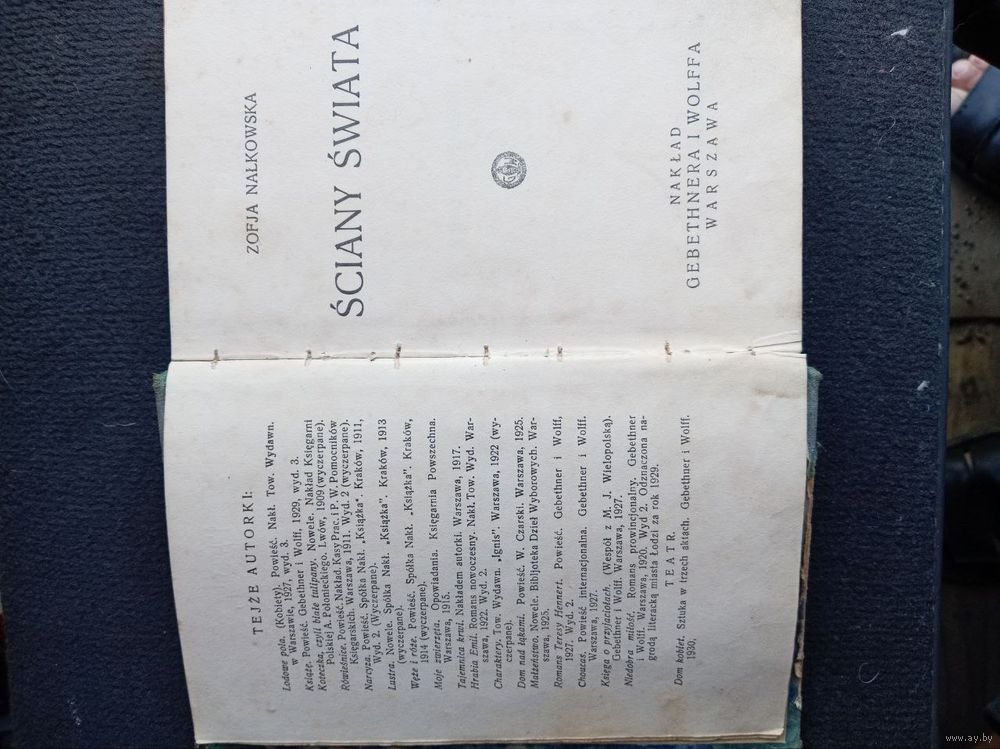 TEJŻE AUTORKI:
Lodowe pola. (Kobiety). Powieść. Nakł. Tow. Wydawn.
w Warszawie, 1927, wyd. 3.
Książę. Powieść. Gebethner i Wolff, 1929, wyd. 3.
Koteczka, czyli białe tulipany. Nowele. Nakład Księgarni
Polskiej A. Połonieckiego. Lwów, 1909 (wyczerpane).
Rówieśnice. Powieść. Nakład. Kasy Prac. i P. W. Pomocników
Księgarskich. Warszawa, 1911. Wyd. 2 (wyczerpane).
Narcyza. Powieść. Spółka Nakł. „Książka". Kraków, 1911,
Wyd. 2. (Wyczerpane).
Lustra. Nowele. Spółka Nakł. „Książka". Kraków, 1913
(wyczerpane).
Węże i róże. Powieść. Spółka Nakł. „Książka". Kraków,
1914 (wyczerpane).
Moje zwierzęta. Opowiadania. Księgarnia Powszechna.
Warszawa, 1915.
Tajemnica krwi. Nakładem autorki. Warszawa, 1917.
Hrabia Emil. Romans nowoczesny. Nakł. Tow. Wyd. War-
szawa, 1922. Wyd. 2.
Charaktery. Tow. Wydawn. „Ignis". Warszawa, 1922 (wy-
czerpane).
Dom nad łąkami. Powieść. W. Czarski. Warszawa, 1925.
Małżeństwo. Nowele. Bibljoteka Dzieł Wyborowych. War-
szawa, 1925.
Romans Teresy Hennert. Powieść. Gebethner i Wolff,
1927. Wyd. 2.
Choucas. Powieść internacjonalna. Gebethner i Wolff.
Warszawa, 1927.
Księga o przyjaciołach. (Wespół z M. J. Wielopolską).
Gebethner i Wolff. Warszawa, 1927.
Niedobra miłość. Romans prowincjonalny. Gebethner
i Wolff. Warszawa, 1920. Wyd 2. Odznaczona na-
grodą literacką miasta Łodzi za rok 1929.
TEATR.
Dom kobiet. Sztuka w trzech aktach. Gebethner i Wolff.
1930,
ZOFJA NAŁKOWSKA
ŚCIANY ŚWIATA
NAKŁAD
GEBETHNERA I WOLFFA
WARSZAWA
www.ay.by